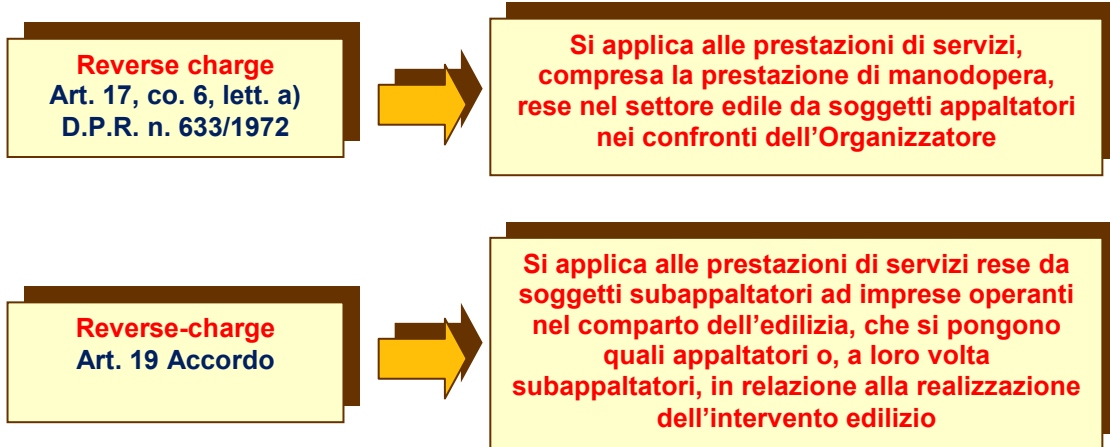 Reverse charge
Art. 17, co. 6, lett. a)
D.P.R. n. 633/1972
Si applica alle prestazioni di servizi,
compresa la prestazione di manodopera,
rese nel settore edile da soggetti appaltatori
nei confronti dell’Organizzatore
Reverse-charge
Art. 19 Accordo
Si applica alle prestazioni di servizi rese da
soggetti subappaltatori ad imprese operanti
nel comparto dell’edilizia, che si pongono
quali appaltatori o, a loro volta
subappaltatori, in relazione alla realizzazione
dell’intervento edilizio